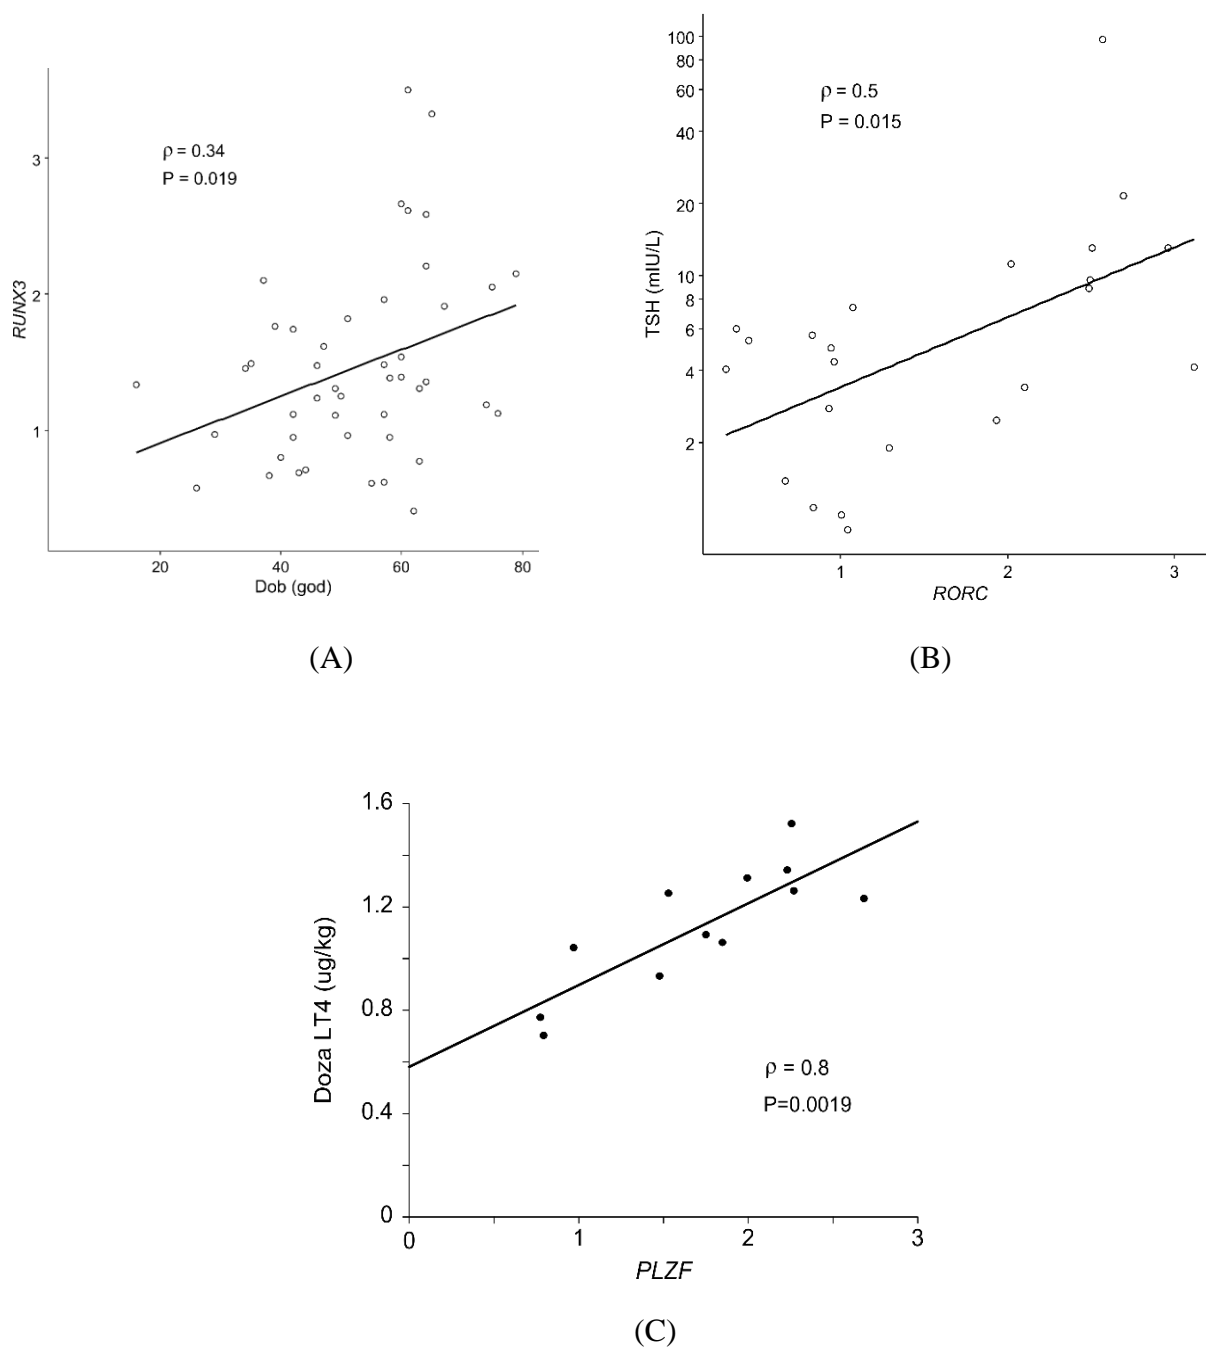 ρ = 0.34
P = 0.019
3
2
1
RUNX3
20
40
60
80
Dob (god)
(A)
100
80
60
40
20
10
8
6
4
2
TSH (mIU/L)
ρ = 0.5
P = 0.015
1
2
3
RORC
(B)
1.6
1.2
0.8
0.4
0
Doza LT4 (ug/kg)
ρ = 0.8
P=0.0019
0
1
2
3
PLZF
(C)